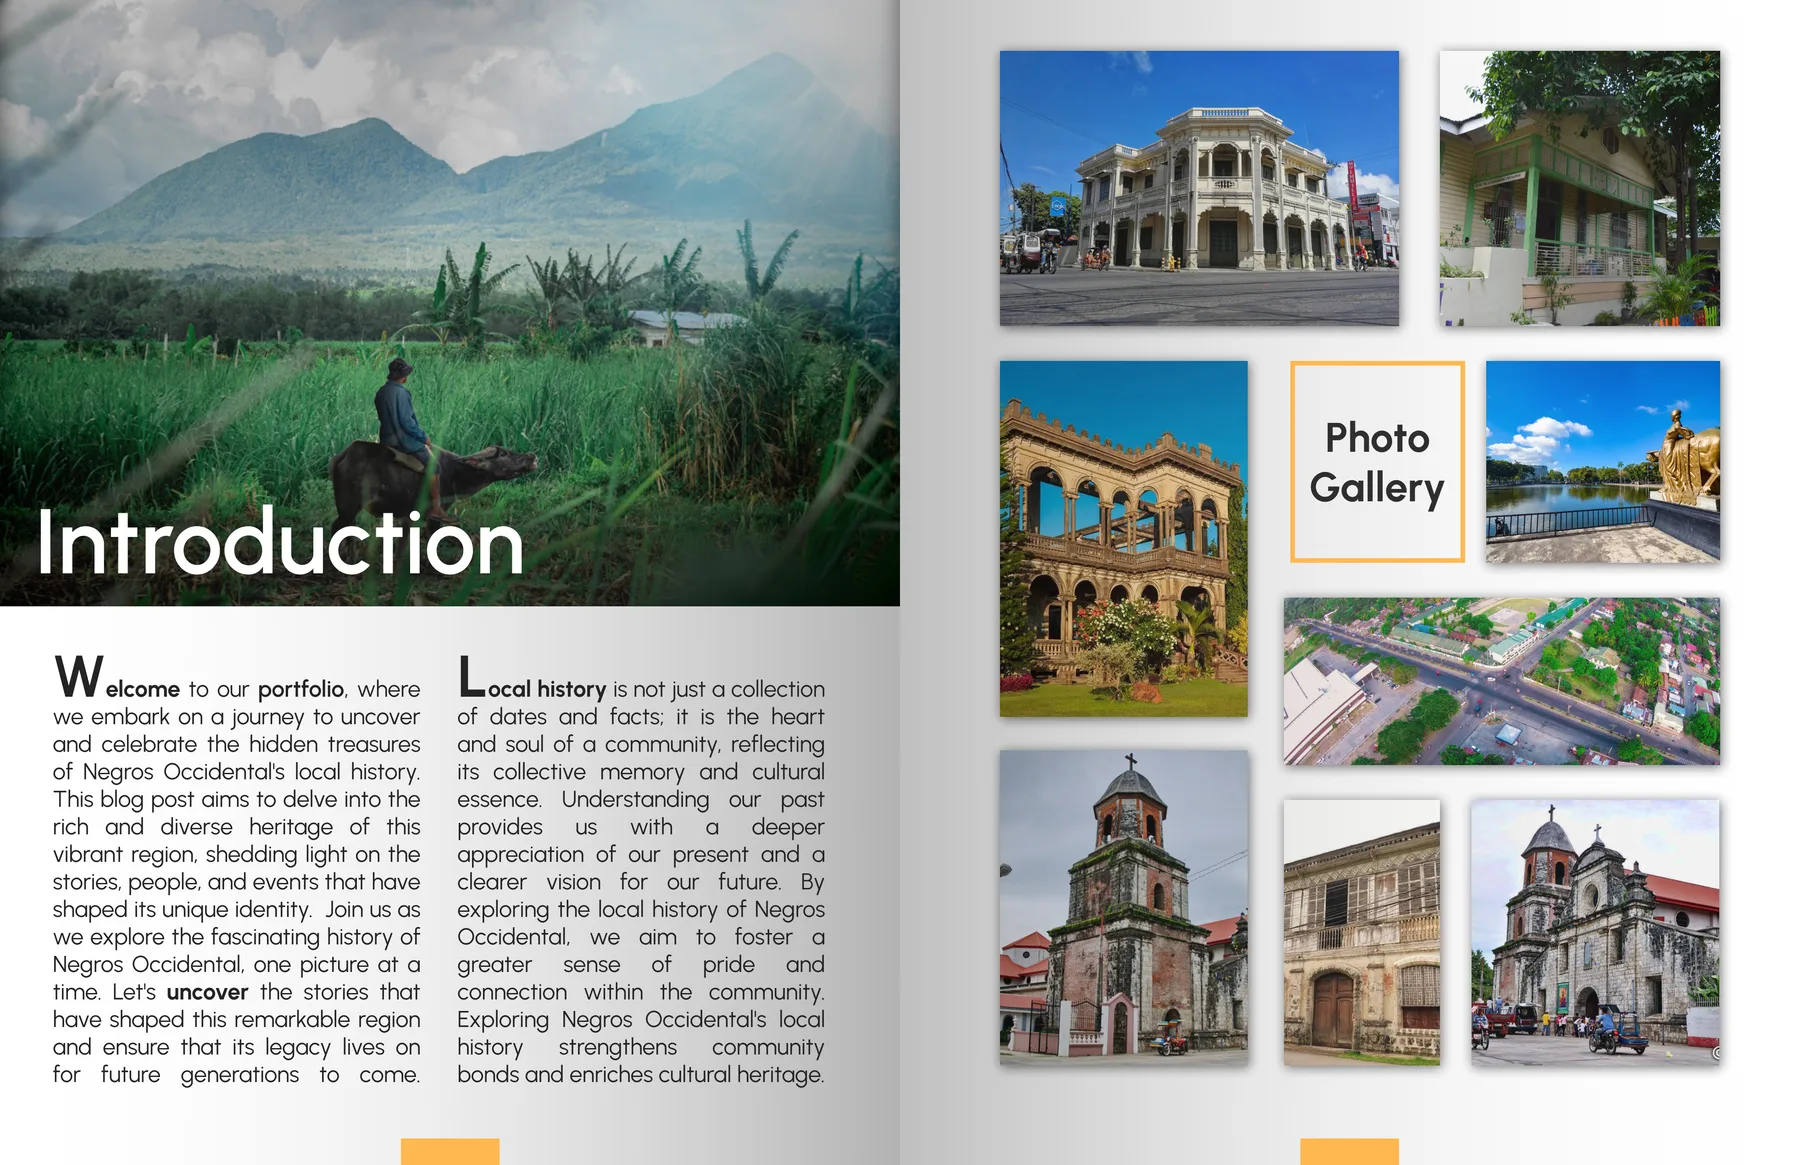 Introduction
Welcome to our portfolio, where
we embark on a journey to uncover
and celebrate the hidden treasures
of Negros Occidental's local history.
This blog post aims to delve into the
rich and diverse heritage of this
vibrant region, shedding light on the
stories, people, and events that have
shaped its unique identity.  Join us as
we explore the fascinating history of
Negros Occidental, one picture at a
time. Let's uncover the stories that
have shaped this remarkable region
and ensure that its legacy lives on
for future generations to come.
Local history is not just a collection
of dates and facts; it is the heart
and soul of a community, reflecting
its collective memory and cultural
essence. Understanding our past
provides us with a deeper
appreciation of our present and a
clearer vision for our future. By
exploring the local history of Negros
Occidental, we aim to foster a
greater sense of pride and
connection within the community.
Exploring Negros Occidental's local
history strengthens community
bonds and enriches cultural heritage.
Photo
Gallery